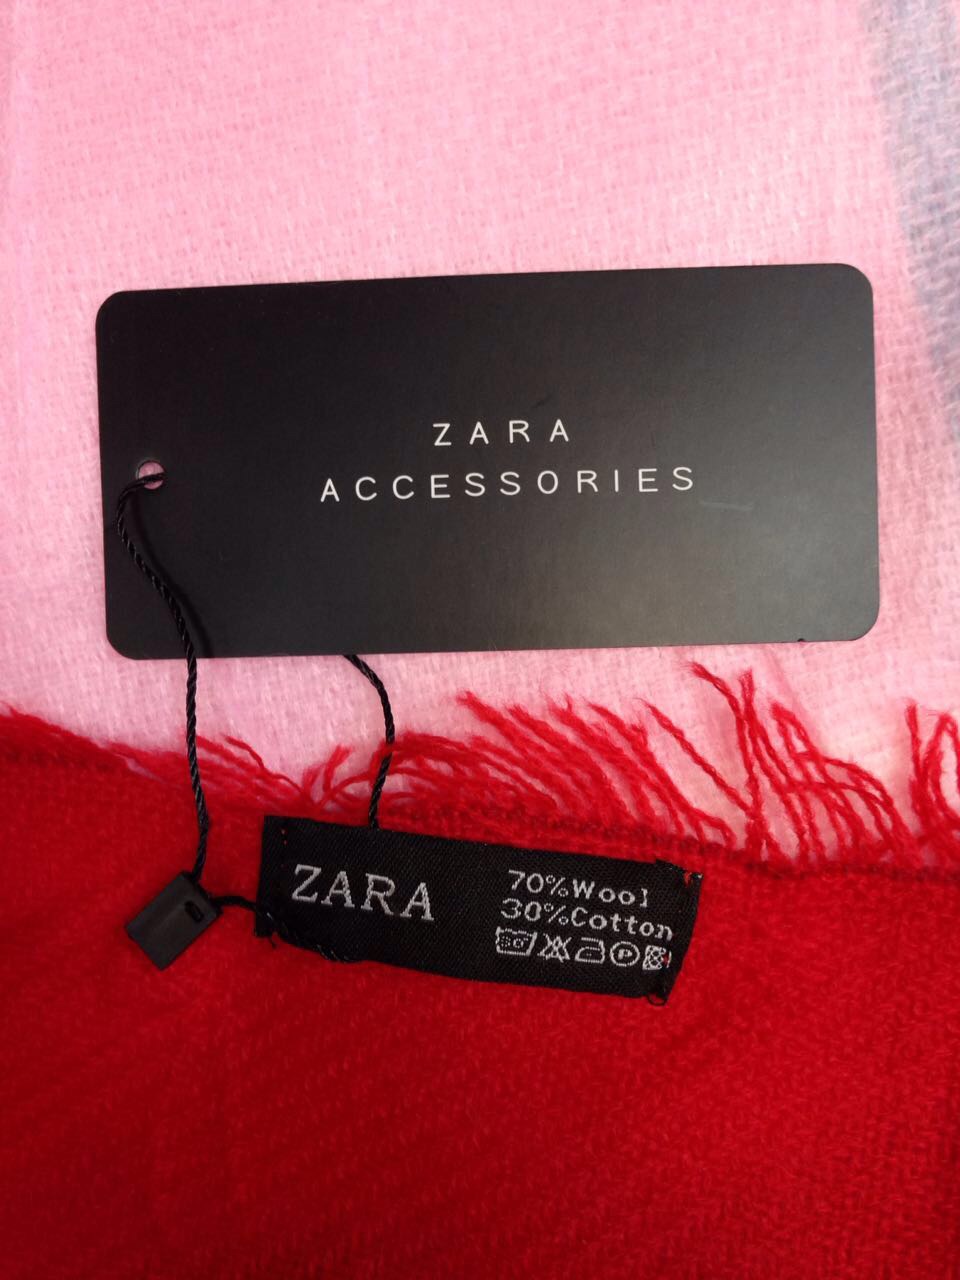 ZARA
ACCESSORIES
ZARA
70%Wool
30%Cotton